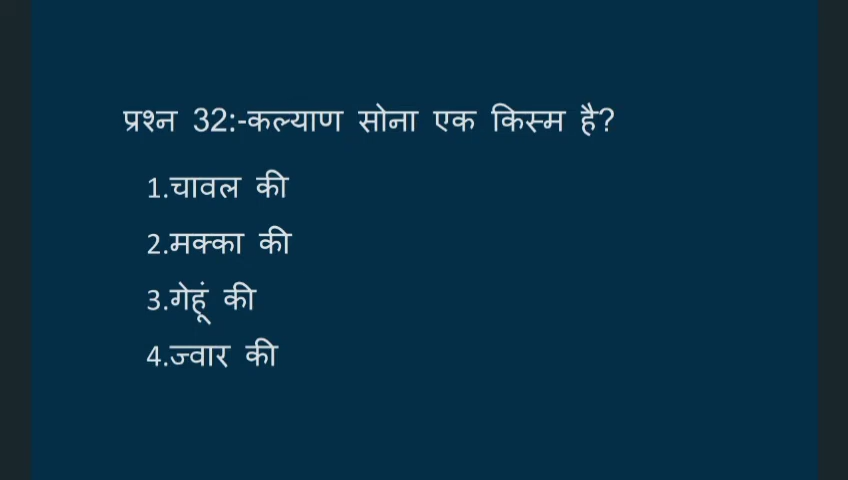 प्रश्न 32:-कल्याण सोना एक किस्म है?
1.चावल की
2.मक्का की
3.गेहूं की
4.ज्वार की